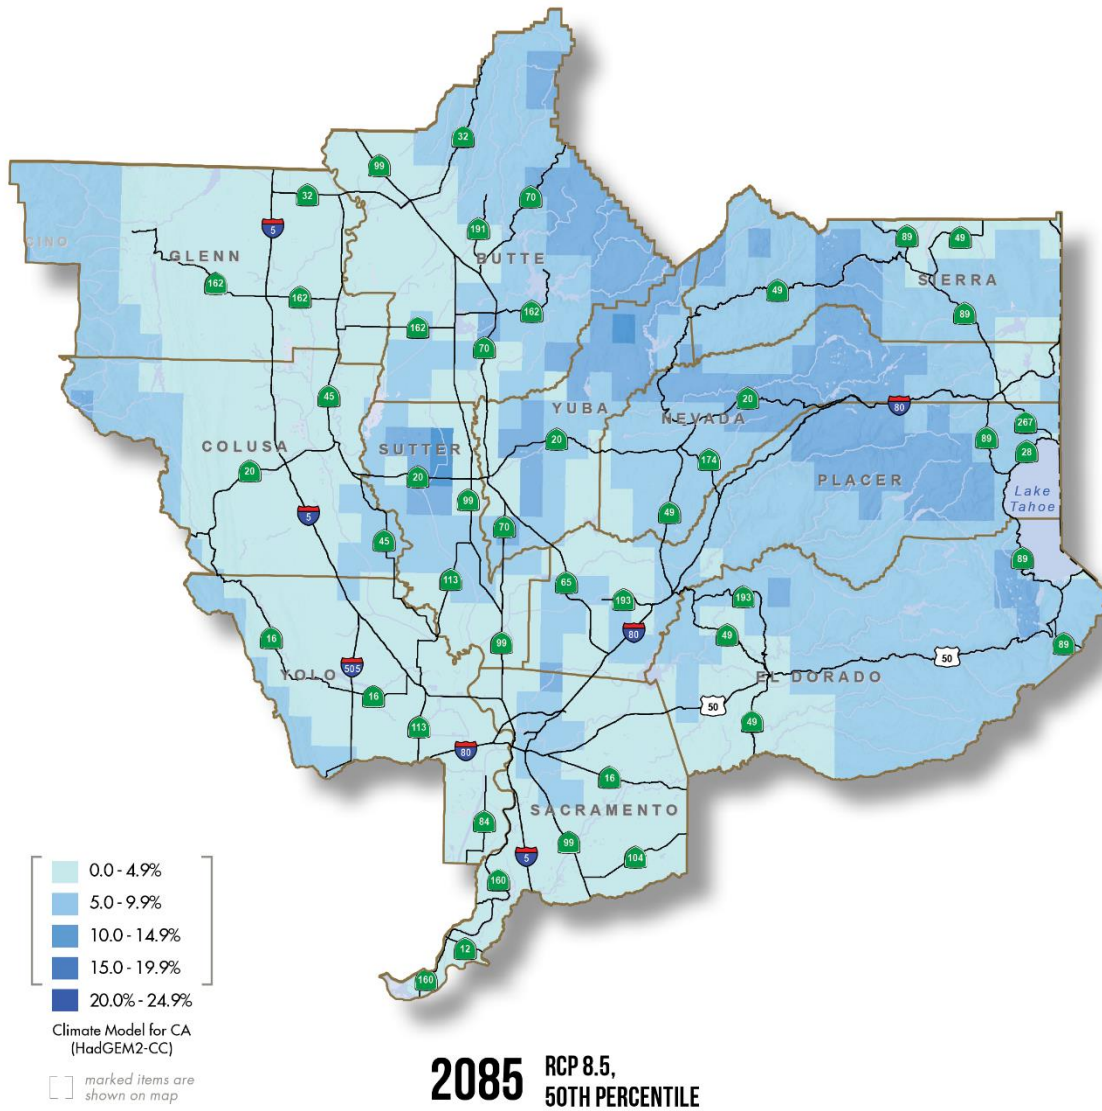 32
99
32
70
CINO
5
191
89
49
GLENN
BUTTE
SIERRA
162
162
49
162
162
89
70
45
20
80
YUBA
NEVADA
267
COLUSA
SUTTER
20
89
28
20
20
174
PLACER
99
Lake
Tahoe
5
49
45
70
89
113
65
193
193
16
99
80
49
89
505
50
YOLO
EL DORADO
16
50
113
49
80
16
SACRAMENTO
84
99
5
104
160
12
160
0.0 - 4.9%
5.0 - 9.9%
10.0 - 14.9%
15.0 - 19.9%
20.0% - 24.9%
Climate Model for CA
(HadGEM2-CC)
marked items are
shown on map
2085
RCP 8.5,
50TH PERCENTILE